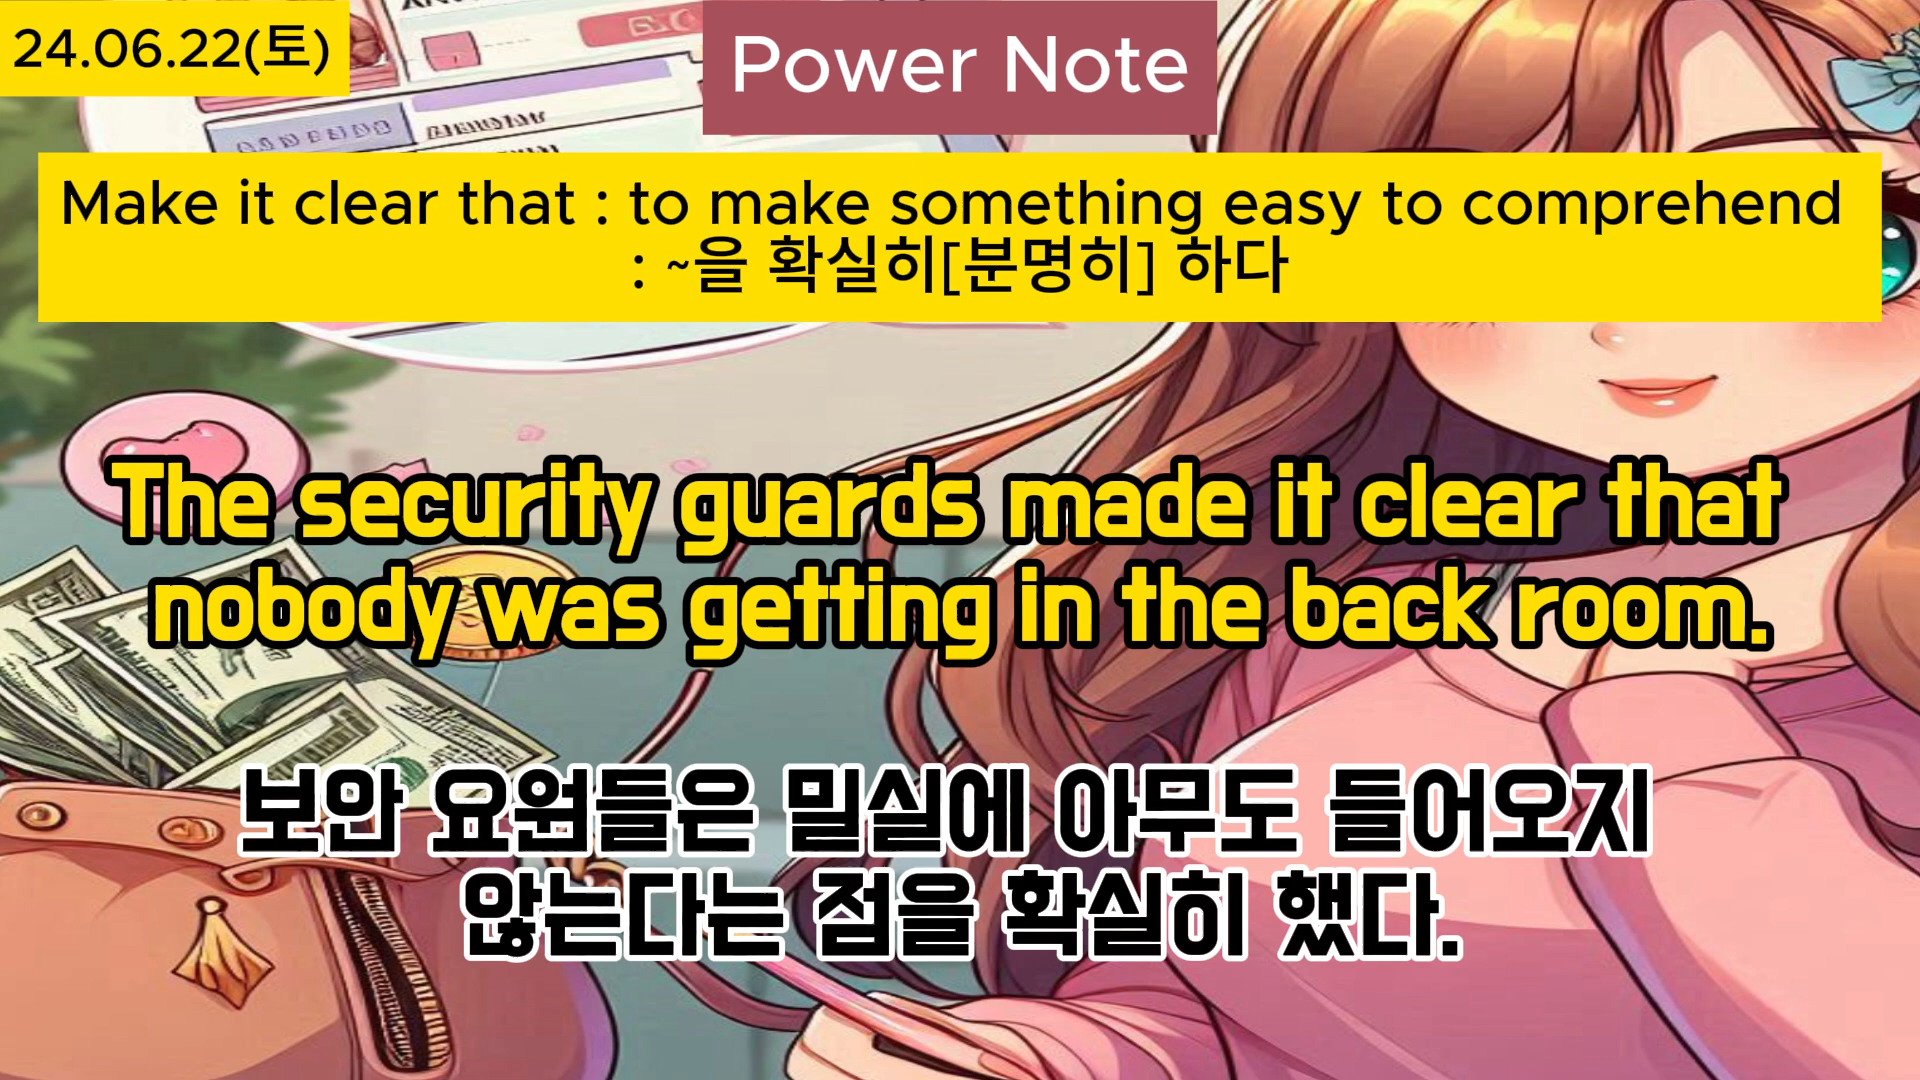 24.06.22(토)
Power Note
Make it clear that : to make something easy to comprehend
: ~을 확실히[분명히] 하다
The security guards made it clear that
nobody was getting in the back room.
보안 요원들은 밀실에 아무도 들어오지
않는다는 점을 확실히 했다.